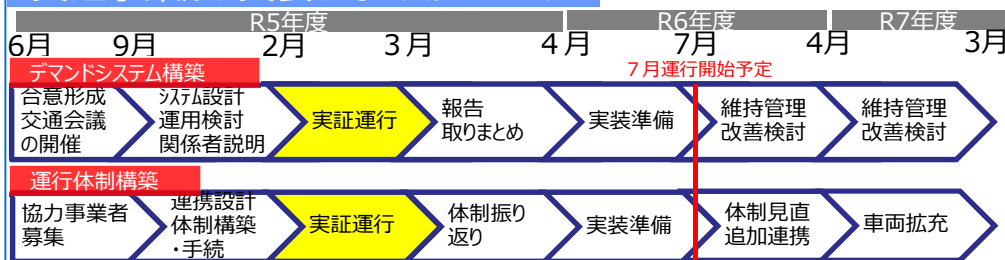 R5年度 R6年度 R7年度
6月 9月 2月 3月 4月 7月 4月 3月
7月運行開始予定
デマンドシステム構築
合意形成
交通会議
の開催
システム設計
運用検討
関係者説明
実証運行
報告
取りまとめ
実装準備
維持管理
改善検討
維持管理
改善検討
運行体制構築
協力事業者
募集
連携設計
体制構築
・手続
実証運行
体制振り
返り
実装準備
体制見直
追加連携
車両拡充